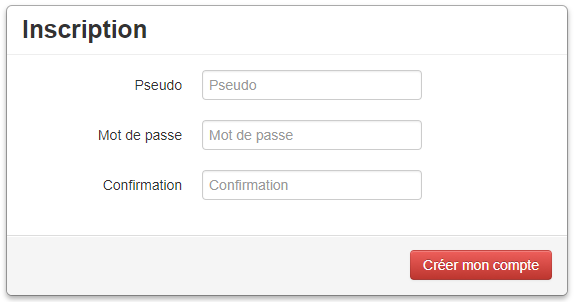 Inscription
Pseudo Pseudo
Mot de passe Mot de passe
Confirmation Confirmation
Créer mon compte